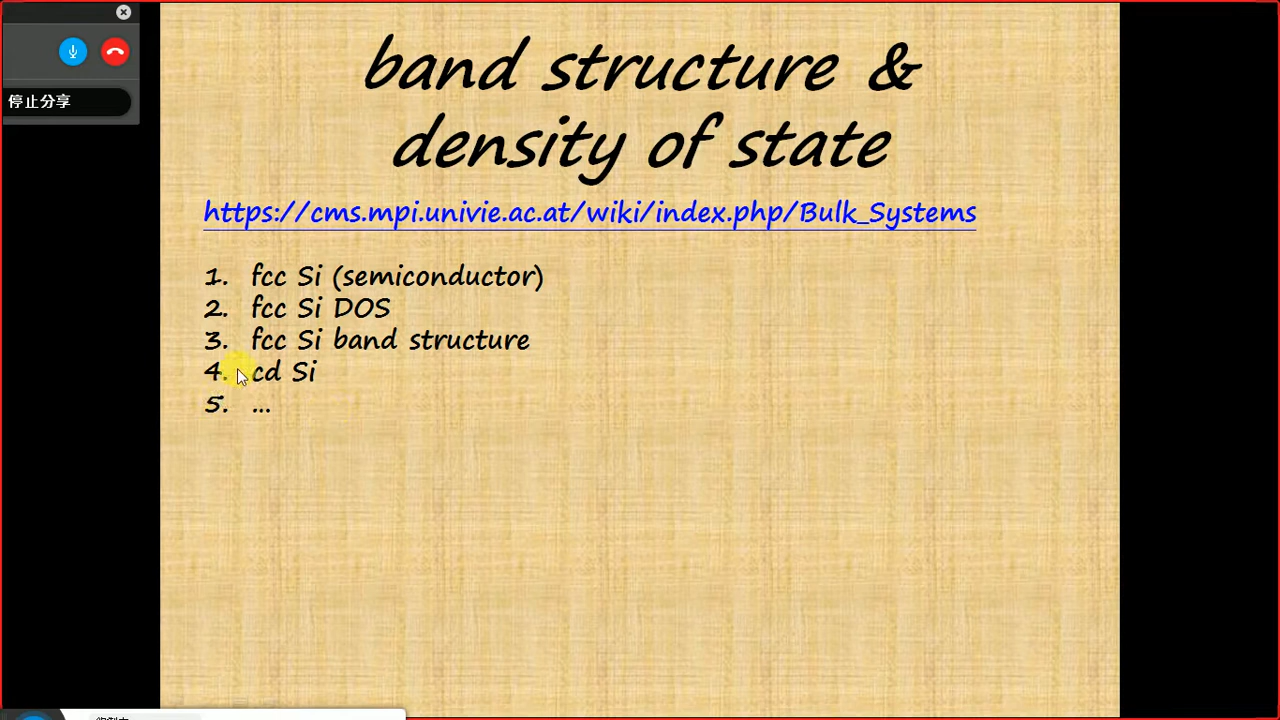 停止分享
band structure &
density of state
https://cms.mpi.univie.ac.at/wiki/index.php/Bulk_Systems
1. fcc Si (semiconductor)
2. fcc Si DOS
3. fcc Si band structure
4. cd Si
5. ...